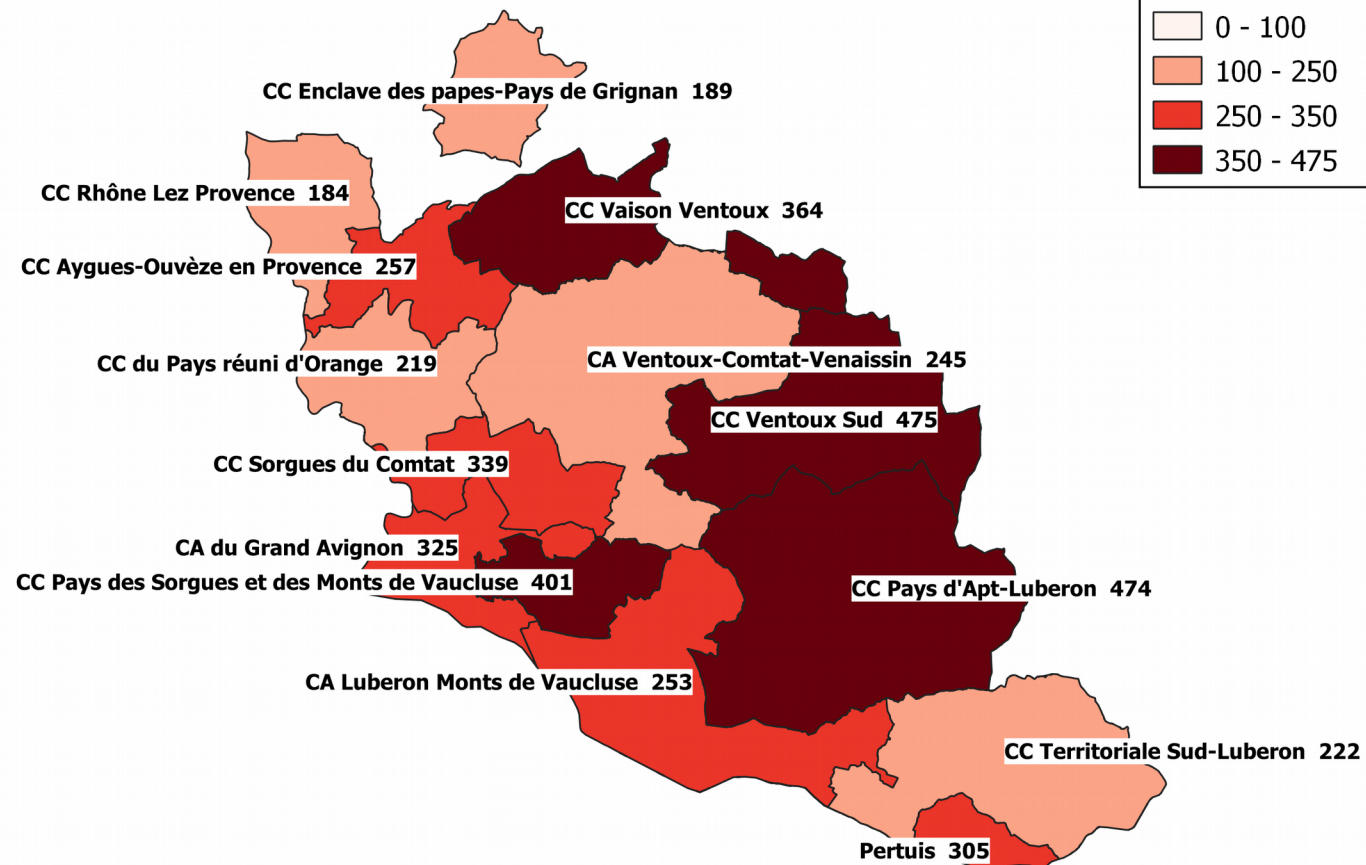 0 - 100
100 - 250
250 - 350
350 - 475
CC Enclave des papes-Pays de Grignan 189
CC Rhône Lez Provence 184
CC Vaison Ventoux 364
CC Aygues-Ouvèze en Provence 257
CC du Pays réuni d'Orange 219
CA Ventoux-Comtat-Venaissin 245
CC Ventoux Sud 475
CC Sorgues du Comtat 339
CA du Grand Avignon 325
CC Pays des Sorgues et des Monts de Vaucluse 401
CC Pays d'Apt-Luberon 474
CA Luberon Monts de Vaucluse 253
CC Territoriale Sud-Luberon 222
Pertuis 305